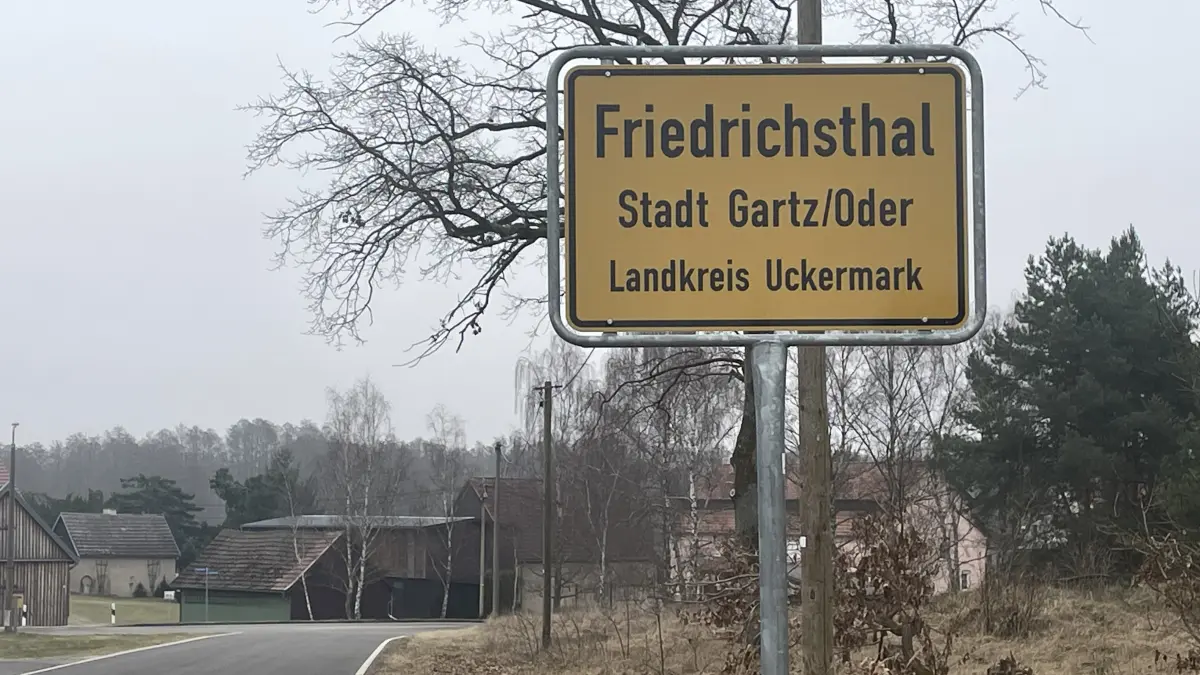 Friedrichsthal
Stadt Gartz/Oder
Landkreis Uckermark